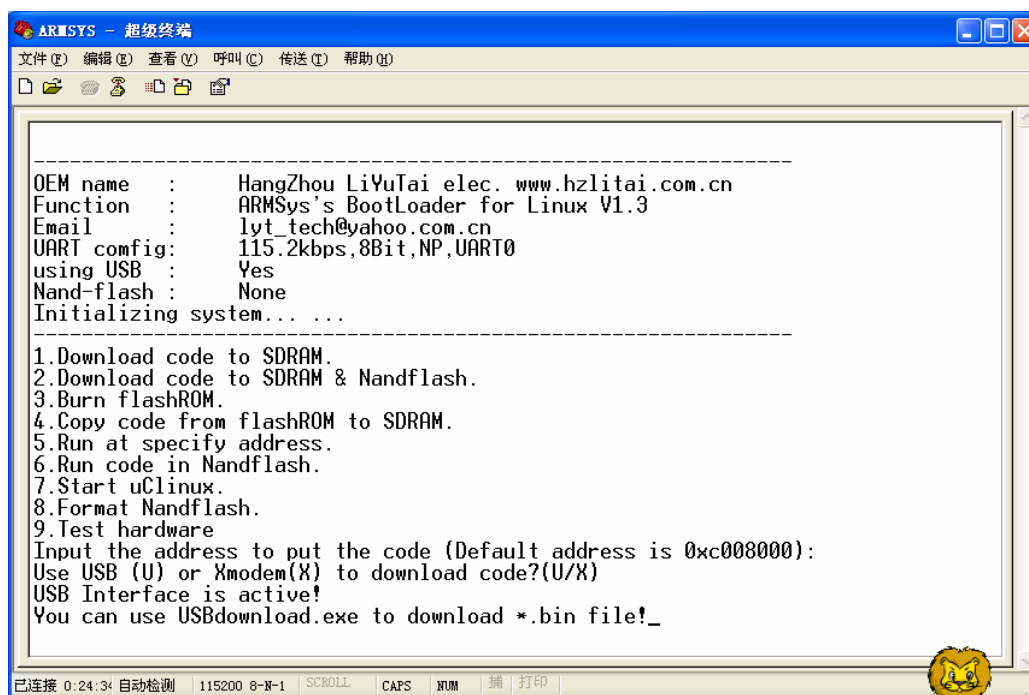 ARMSYS - 超级终端
文件(F) 编辑(E) 查看(V) 呼叫(C) 传送(T) 帮助(H)
-----------------------------------------------------------------
OEM name : HangZhou LiYuTai elec. www.hzlitai.com.cn
Function : ARMSys's BootLoader for Linux V1.3
Email : lyt_tech@yahoo.com.cn
UART comfig: 115.2kbps,8Bit,NP,UART0
using USB : Yes
Nand-flash : None
Initializing system... ...
-----------------------------------------------------------------
1.Download code to SDRAM.
2.Download code to SDRAM & Nandflash.
3.Burn flashROM.
4.Copy code from flashROM to SDRAM.
5.Run at specify address.
6.Run code in Nandflash.
7.Start uClinux.
8.Format Nandflash.
9.Test hardware
Input the address to put the code (Default address is 0xc008000):
Use USB (U) or Xmodem(X) to download code?(U/X)
USB Interface is active!
You can use USBdownload.exe to download *.bin file!_
已连接 0:24:34 自动检测 115200 8-N-1 SCROLL CAPS NUM 捕 打印